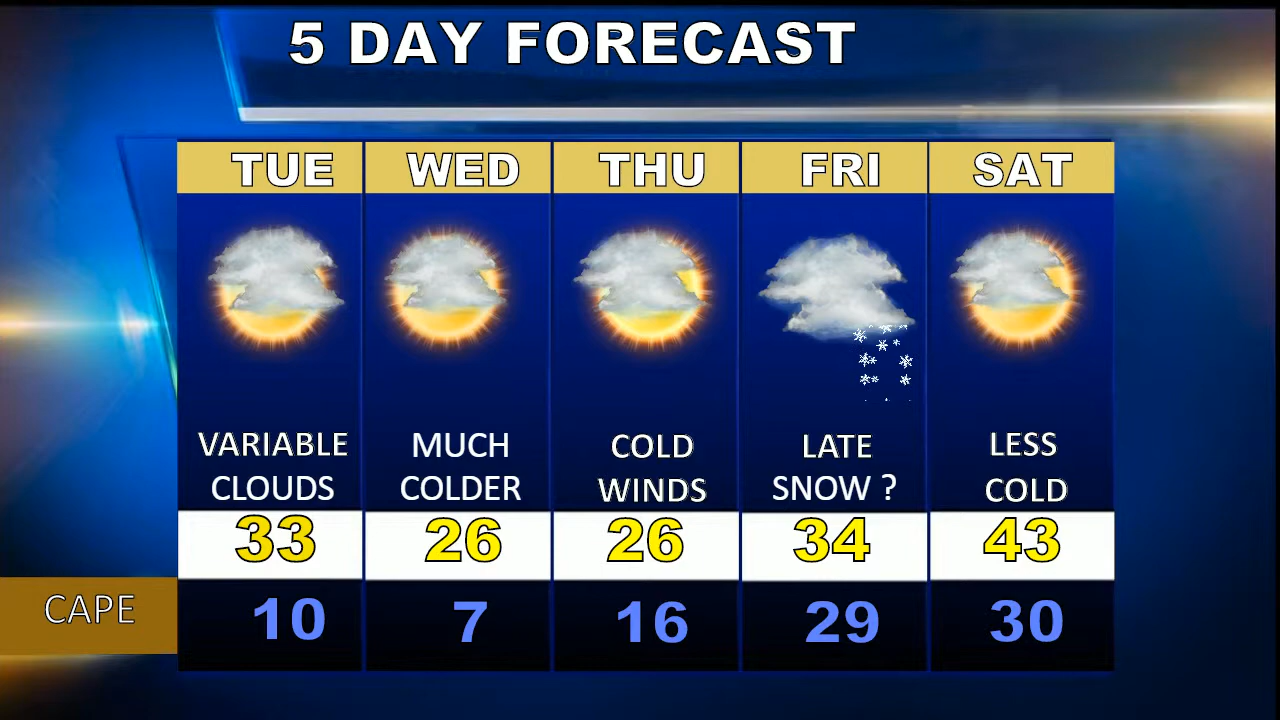 5 DAY FORECAST
TUE WED THU FRI SAT
VARIABLE MUCH COLD LATE LESS
CLOUDS COLDER WINDS SNOW ? COLD
33 26 26 34 43
CAPE 10 7 16 29 30